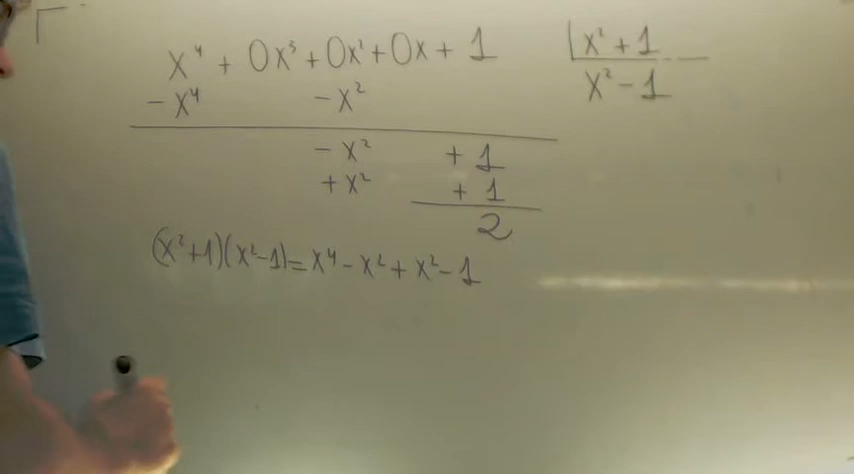 x⁴ + 0x³ + 0x² + 0x + 1 | x² + 1
- x⁴ - x² x² - 1
- x² + 1
+ x² + 1
2
(x²+1)(x²-1) = x⁴ - x² + x² - 1